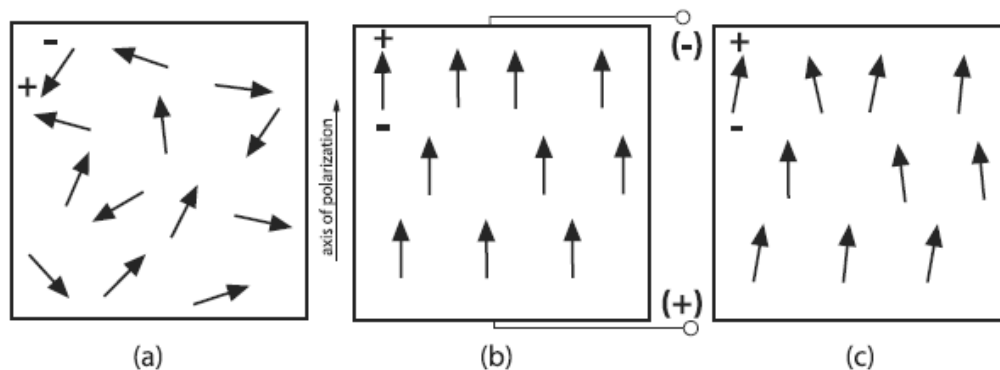 -
+
(a)
axis of polarization
+
-
(-)
(+)
(b)
+
-
(c)